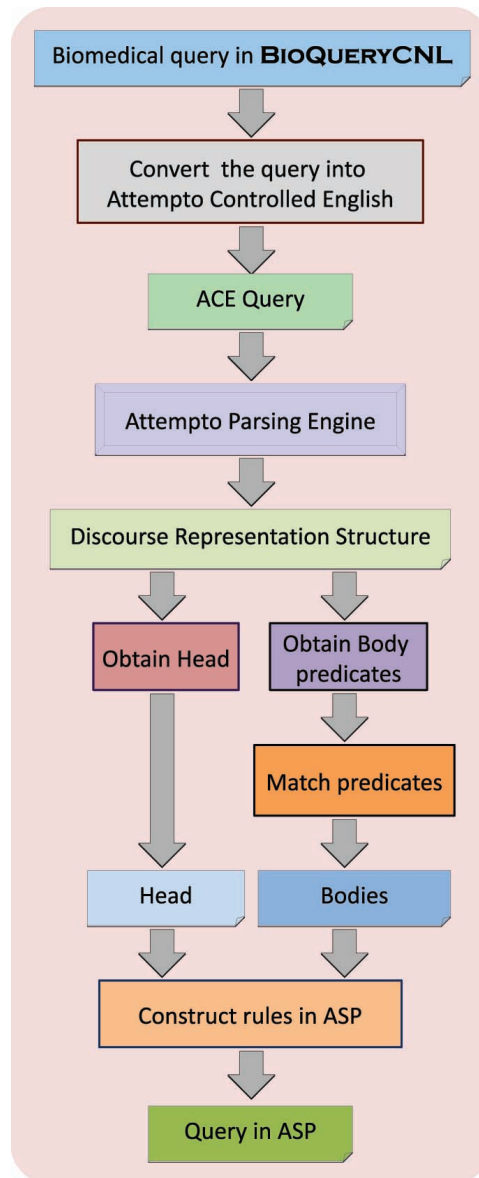 Biomedical query in BIOQUERYCNL
Convert the query into
Attempto Controlled English
ACE Query
Attempto Parsing Engine
Discourse Representation Structure
Obtain Head
Obtain Body
predicates
Match predicates
Head
Bodies
Construct rules in ASP
Query in ASP